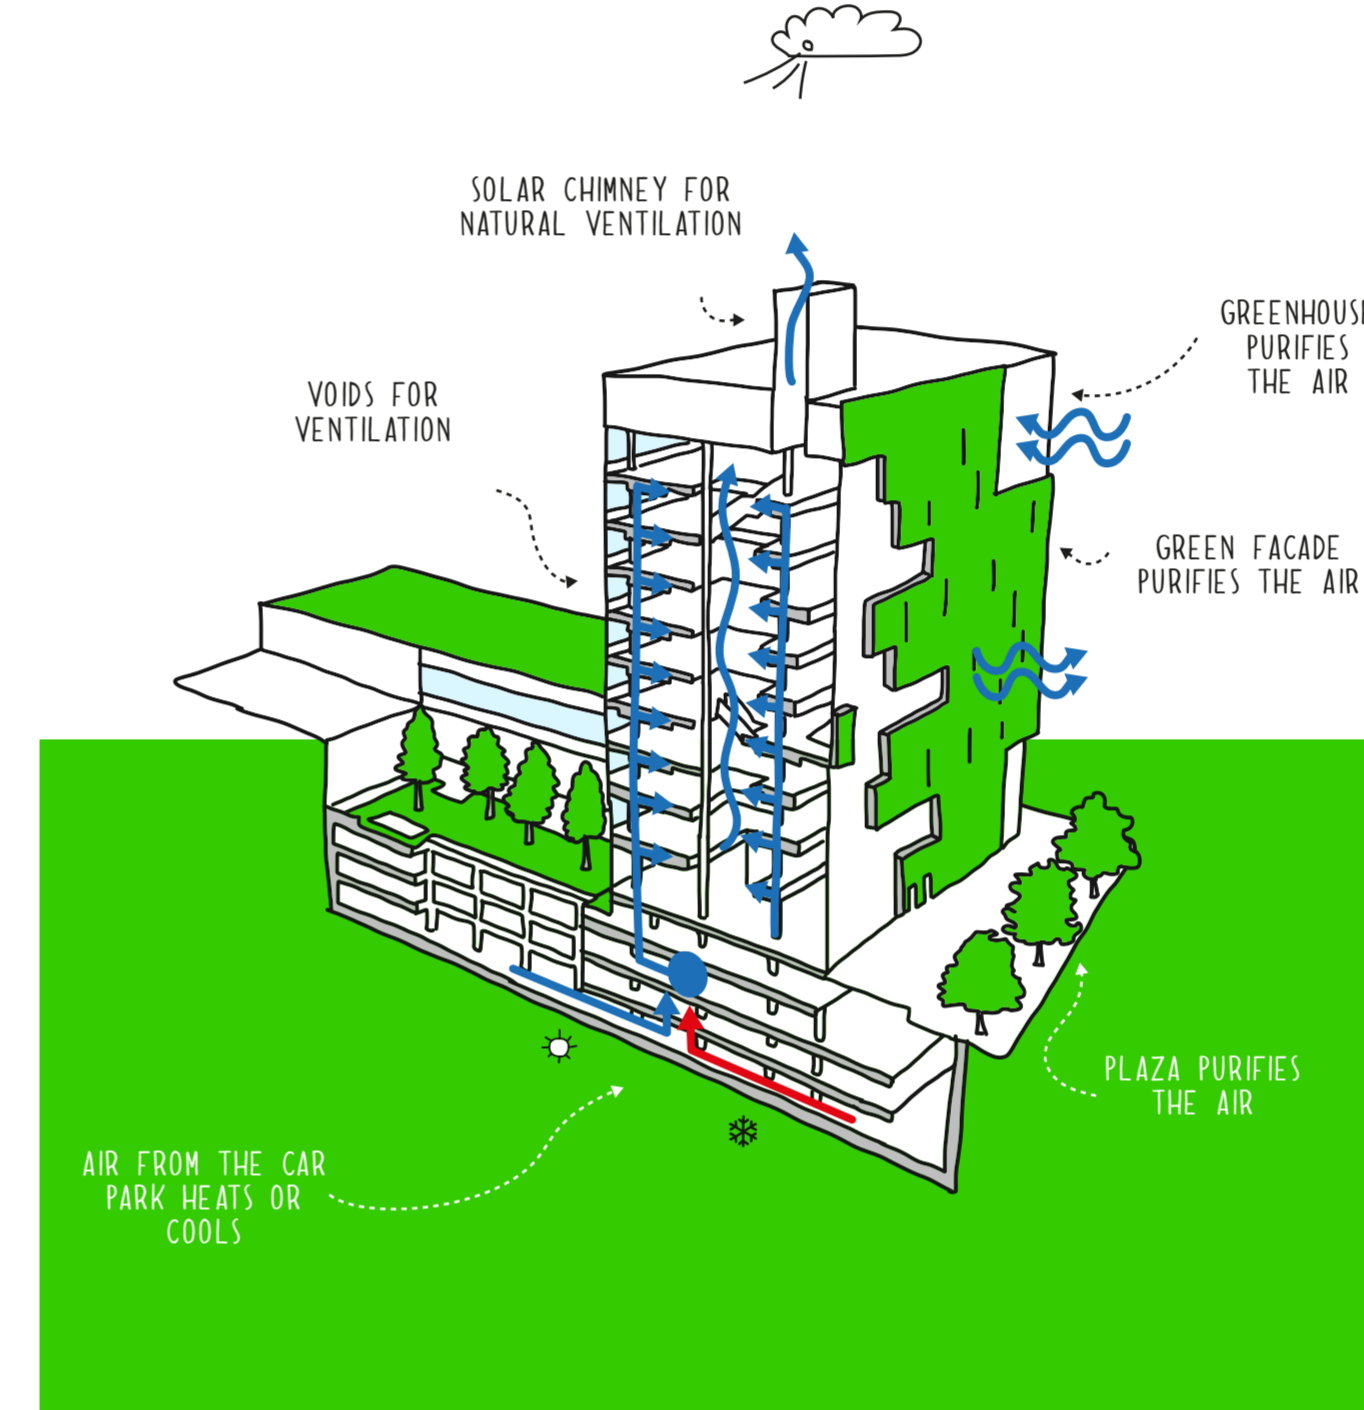 SOLAR CHIMNEY FOR
NATURAL VENTILATION
GREENHOUSE
PURIFIES
THE AIR
VOIDS FOR
VENTILATION
GREEN FACADE
PURIFIES THE AIR
PLAZA PURIFIES
THE AIR
AIR FROM THE CAR
PARK HEATS OR
COOLS